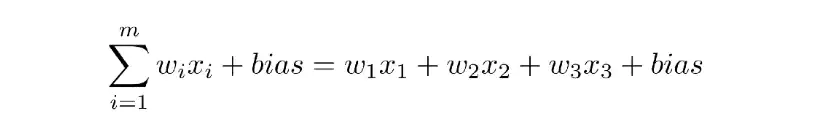 \sum_{i=1}^{m} w_i x_i + bias = w_1 x_1 + w_2 x_2 + w_3 x_3 + bias